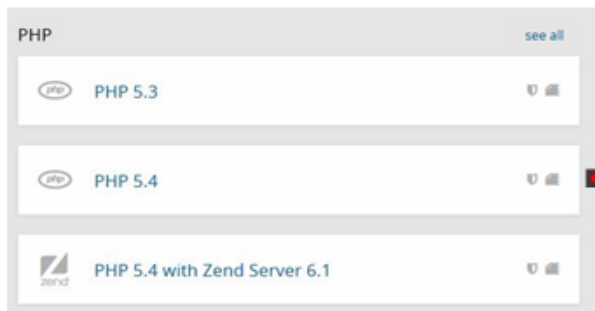 PHP
see all
php
PHP 5.3
php
PHP 5.4
zend
PHP 5.4 with Zend Server 6.1